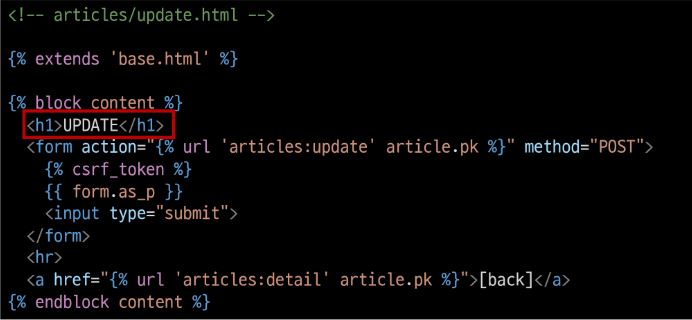 <!-- articles/update.html -->
{% extends 'base.html' %}
{% block content %}
<h1>UPDATE</h1>
<form action="{% url 'articles:update' article.pk %}" method="POST">
{% csrf_token %}
{{ form.as_p }}
<input type="submit">
</form>
<hr>
<a href="{% url 'articles:detail' article.pk %}">[back]</a>
{% endblock content %}